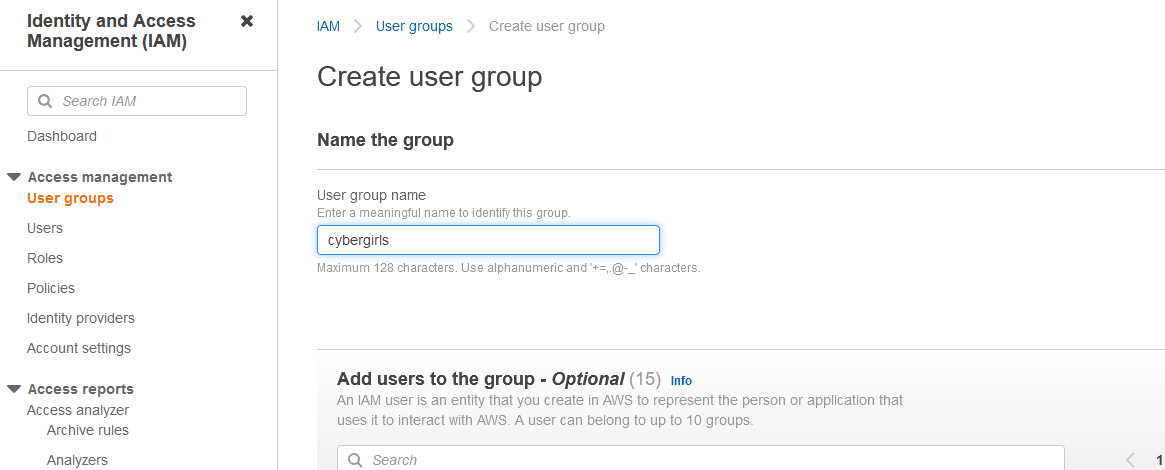 Identity and Access
Management (IAM)
Search IAM
Dashboard
Access management
User groups
Users
Roles
Policies
Identity providers
Account settings
Access reports
Access analyzer
Archive rules
Analyzers
IAM
User groups
Create user group
Create user group
Name the group
User group name
Enter a meaningful name to identify this group.
cybergirls
Maximum 128 characters. Use alphanumeric and '+=,.@-_' characters.
Add users to the group - Optional (15) Info
An IAM user is an entity that you create in AWS to represent the person or application that
uses it to interact with AWS. A user can belong to up to 10 groups.
Search
1